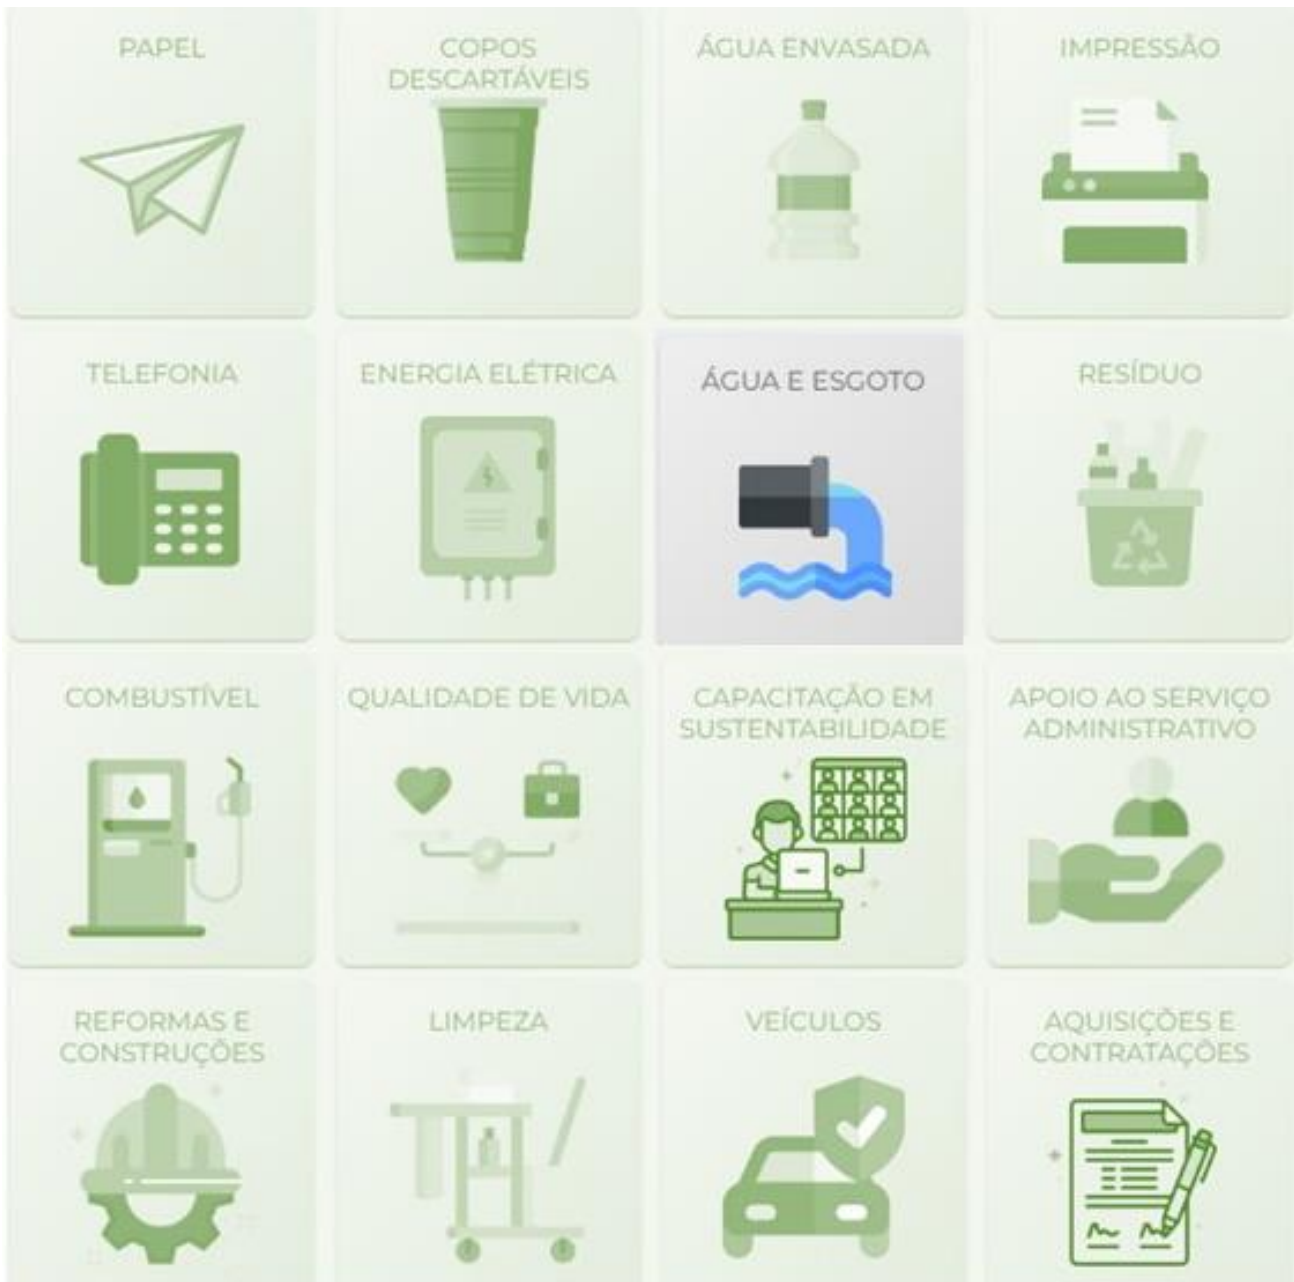 PAPEL
COPOS
DESCARTÁVEIS
ÁGUA ENVASADA
IMPRESSÃO
TELEFONIA
ENERGIA ELÉTRICA
ÁGUA E ESGOTO
RESÍDUO
COMBUSTÍVEL
QUALIDADE DE VIDA
CAPACITAÇÃO EM
SUSTENTABILIDADE
APOIO AO SERVIÇO
ADMINISTRATIVO
REFORMAS E
CONSTRUÇÕES
LIMPEZA
VEÍCULOS
AQUISIÇÕES E
CONTRATAÇÕES